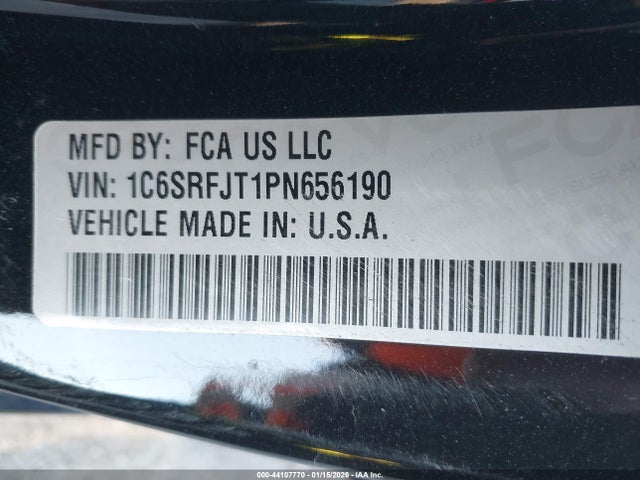 MFD BY: FCA US LLC
VIN: 1C6SRFJT1PN656190
VEHICLE MADE IN: U.S.A.
000-44107770 - 01/15/2026 - © IAA Inc.